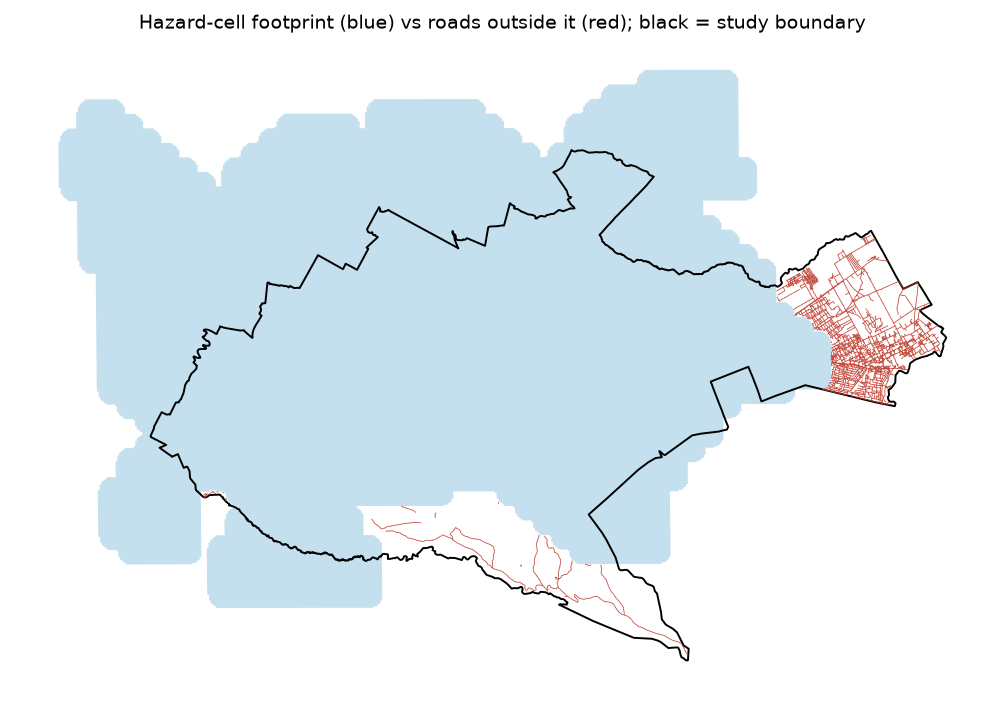 Hazard-cell footprint (blue) vs roads outside it (red); black = study boundary